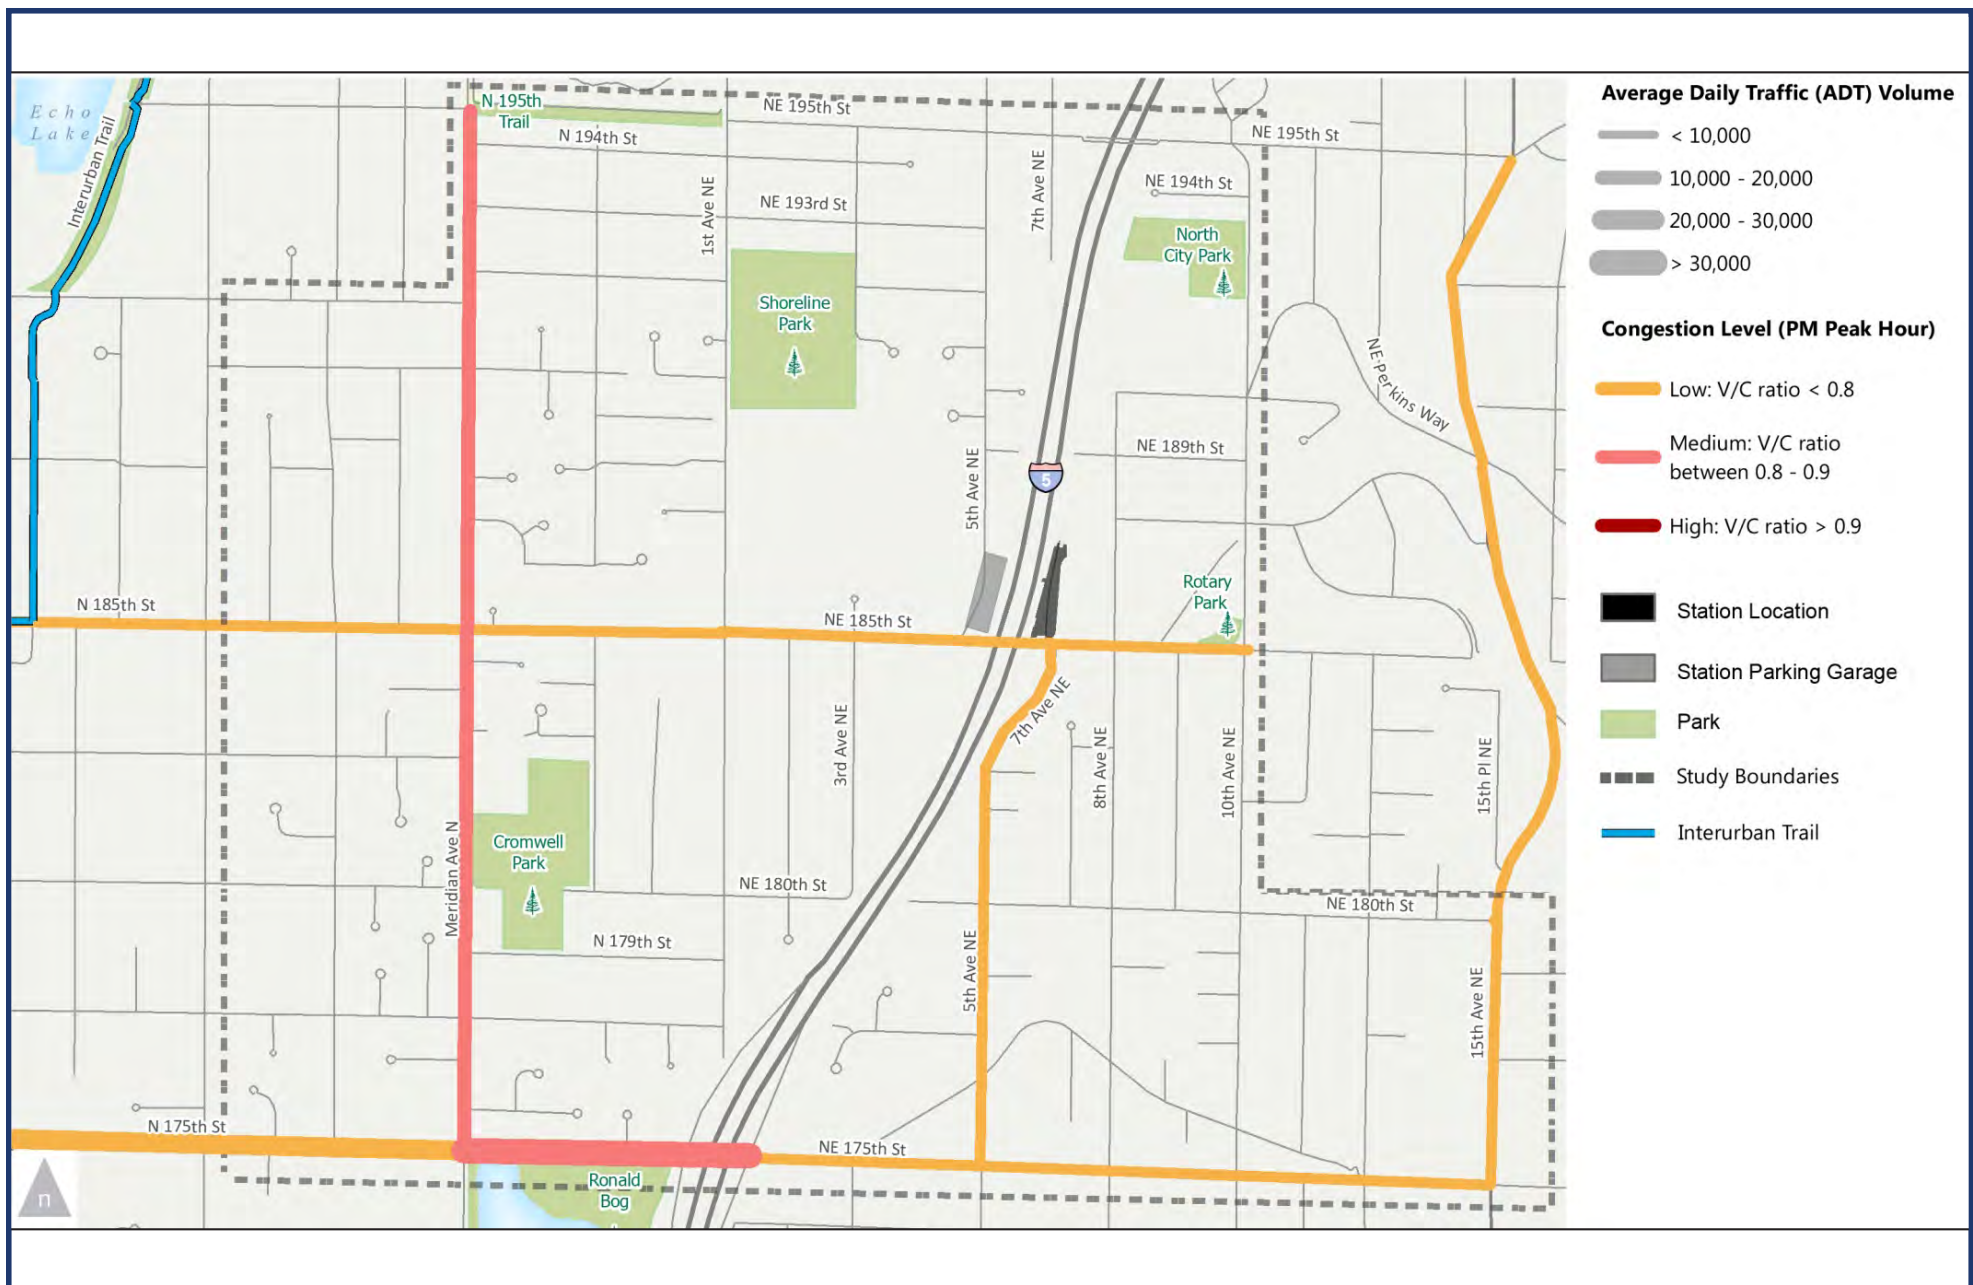 Echo
Lake
Interurban Trail
N 195th
Trail
N 194th St
NE 195th St
NE 195th St
1st Ave NE
NE 193rd St
7th Ave NE
NE 194th St
North
City Park
Shoreline
Park
NE Perkins Way
NE 189th St
5
5th Ave NE
Rotary
Park
N 185th St
NE 185th St
7th Ave NE
3rd Ave NE
8th Ave NE
10th Ave NE
15th Pl NE
Meridian Ave N
Cromwell
Park
NE 180th St
NE 180th St
N 179th St
5th Ave NE
15th Ave NE
N 175th St
NE 175th St
Ronald
Bog
n
Average Daily Traffic (ADT) Volume
< 10,000
10,000 - 20,000
20,000 - 30,000
> 30,000
Congestion Level (PM Peak Hour)
Low: V/C ratio < 0.8
Medium: V/C ratio
between 0.8 - 0.9
High: V/C ratio > 0.9
Station Location
Station Parking Garage
Park
Study Boundaries
Interurban Trail